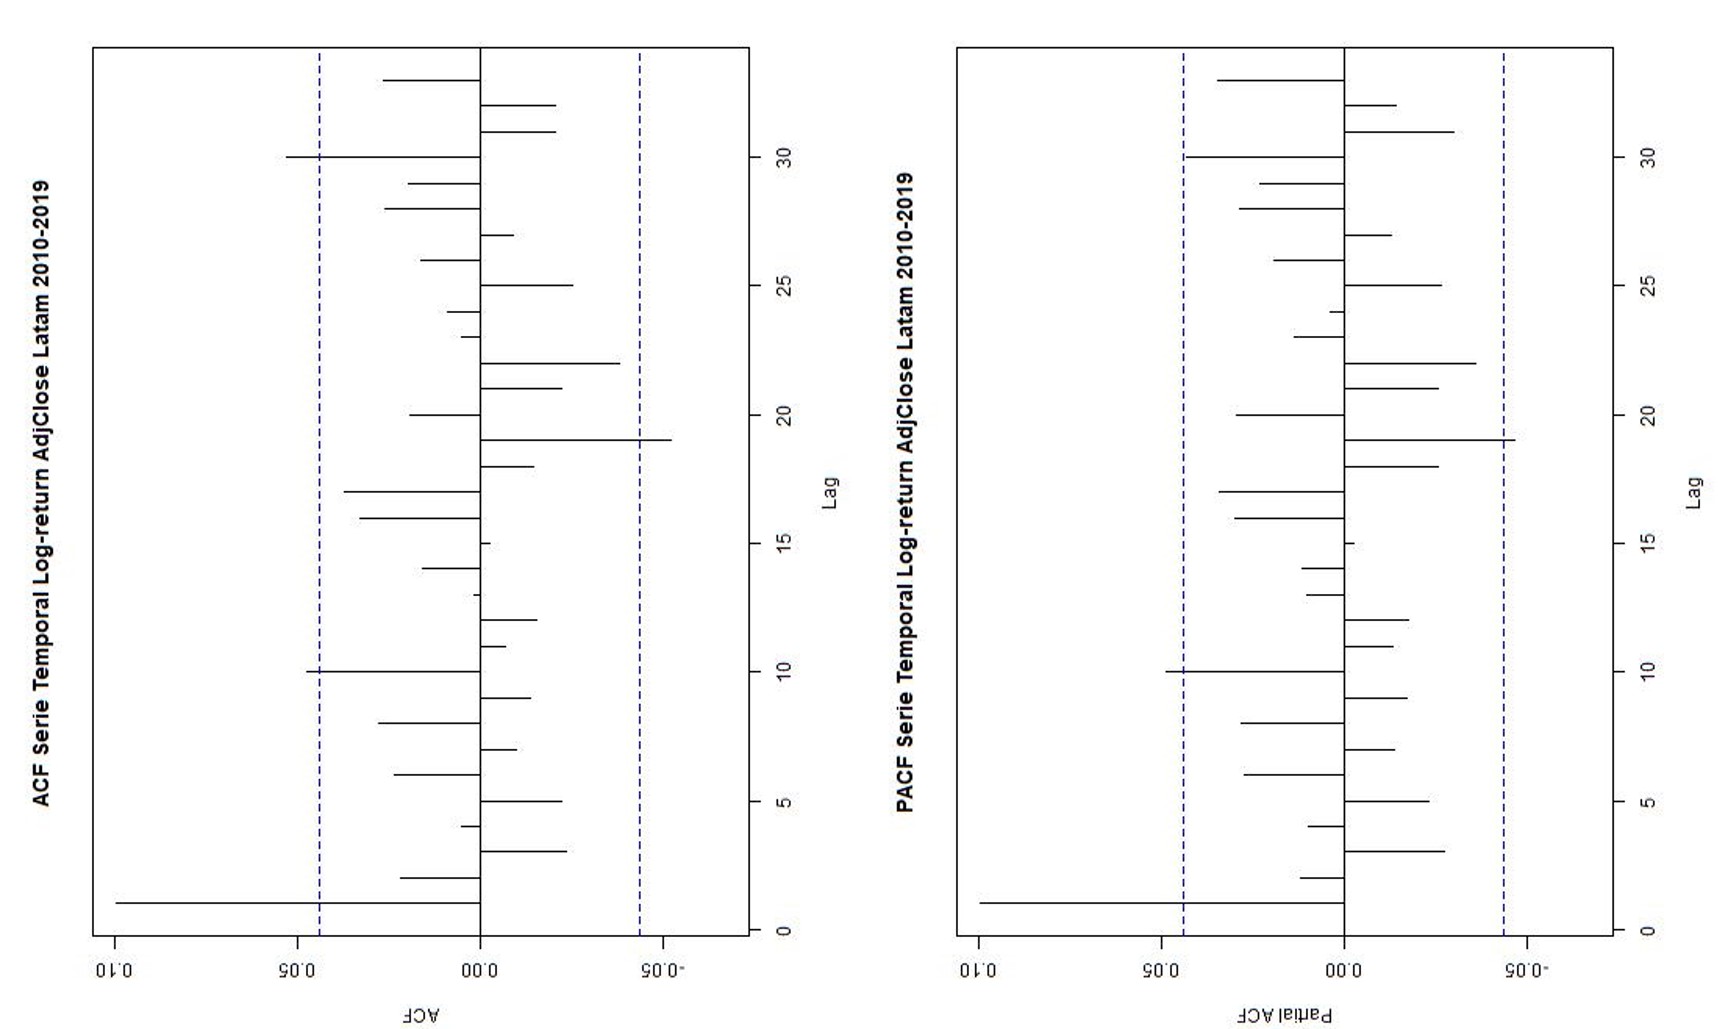 ACF Serie Temporal Log-return AdjClose Latam 2010-2019
0.10
0.05
0.00
-0.05
ACF
0 5 10 15 20 25 30
Lag
PACF Serie Temporal Log-return AdjClose Latam 2010-2019
0.10
0.05
0.00
-0.05
Partial ACF
0 5 10 15 20 25 30
Lag